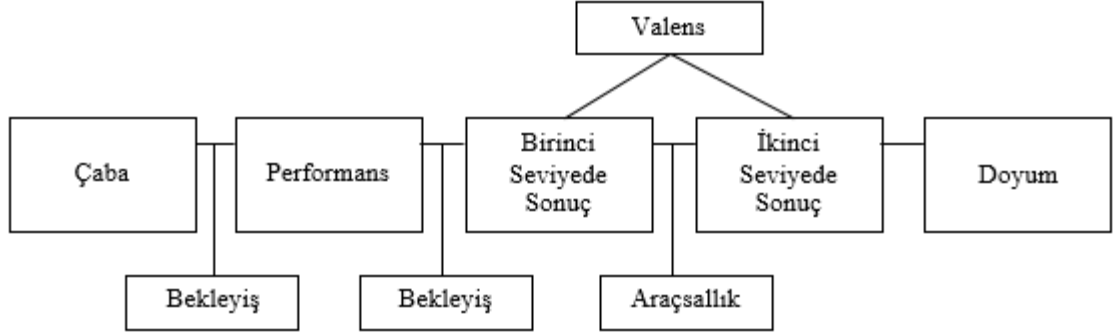 Valens
Çaba
Performans
Birinci
Seviyede
Sonuç
İkinci
Seviyede
Sonuç
Doyum
Bekleyiş
Bekleyiş
Araçsallık